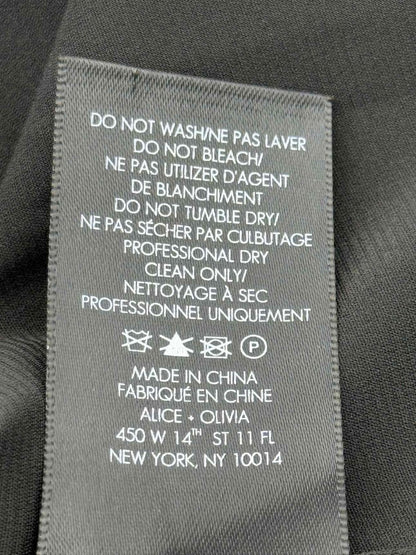 DO NOT WASH/NE PAS LAVER
DO NOT BLEACH/
NE PAS UTILIZER D'AGENT
DE BLANCHIMENT
DO NOT TUMBLE DRY/
NE PAS SÉCHER PAR CULBUTAGE
PROFESSIONAL DRY
CLEAN ONLY/
NETTOYAGE À SEC
PROFESSIONNEL UNIQUEMENT
P
MADE IN CHINA
FABRIQUÉ EN CHINE
ALICE + OLIVIA
450 W 14TH ST 11 FL
NEW YORK, NY 10014